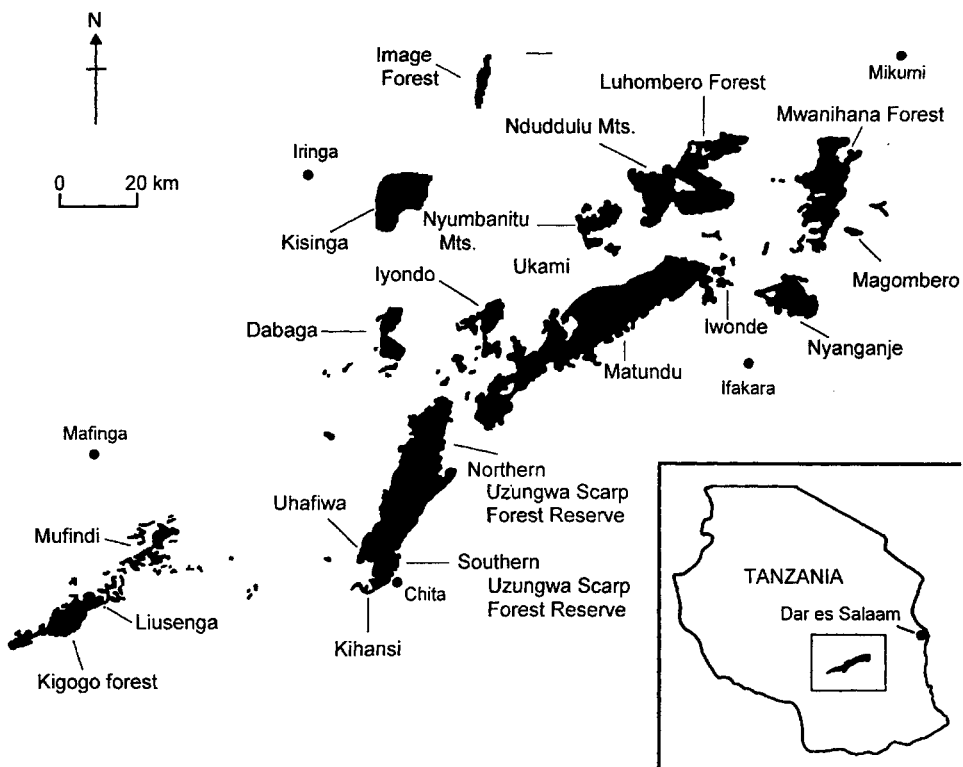 N
Image
Forest
Mikumi
Luhombero Forest
Nduddulu Mts.
Mwanihana Forest
Iringa
0 20 km
Kisinga
Nyumbanitu
Mts.
Ukami
Magombero
Iyondo
Dabaga
Iwonde
Nyanganje
Matundu
Ifakara
Mafinga
Northern
Uzungwa Scarp
Forest Reserve
Uhafiwa
Mufindi
Southern
Uzungwa Scarp
Forest Reserve
Chita
Liusenga
Kihansi
Kigogo forest
TANZANIA
Dar es Salaam